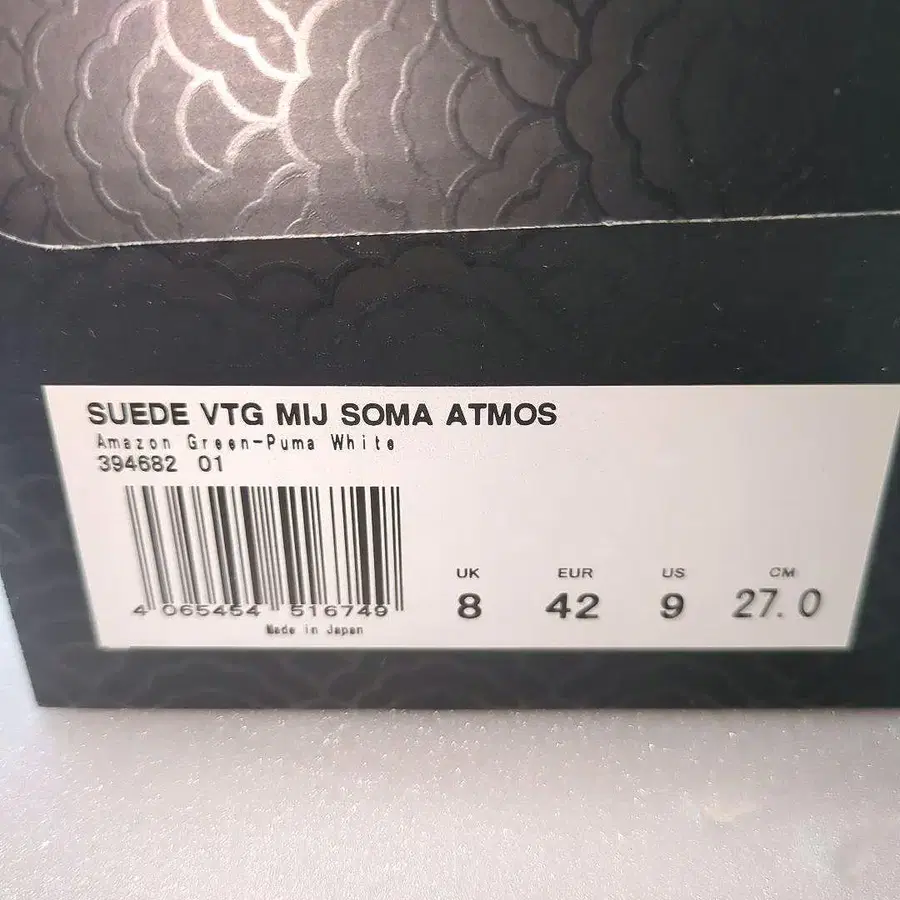 SUEDE VTG MIJ SOMA ATMOS
Amazon Green-Puma White
394682 01
UK EUR US CM
8 42 9 27.0
4 065454 516749
Made in Japan